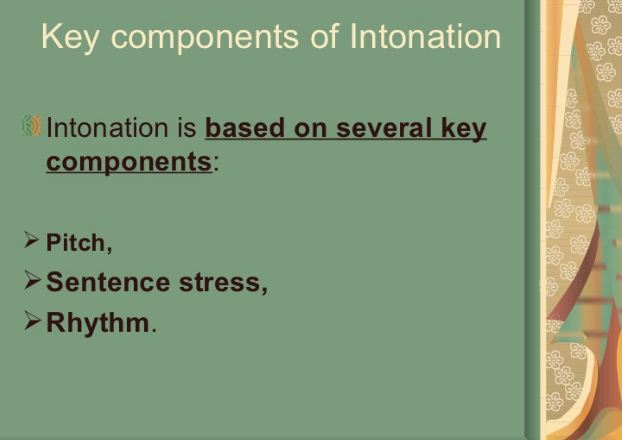 Key components of Intonation
Intonation is based on several key
components:
Pitch,
Sentence stress,
Rhythm.